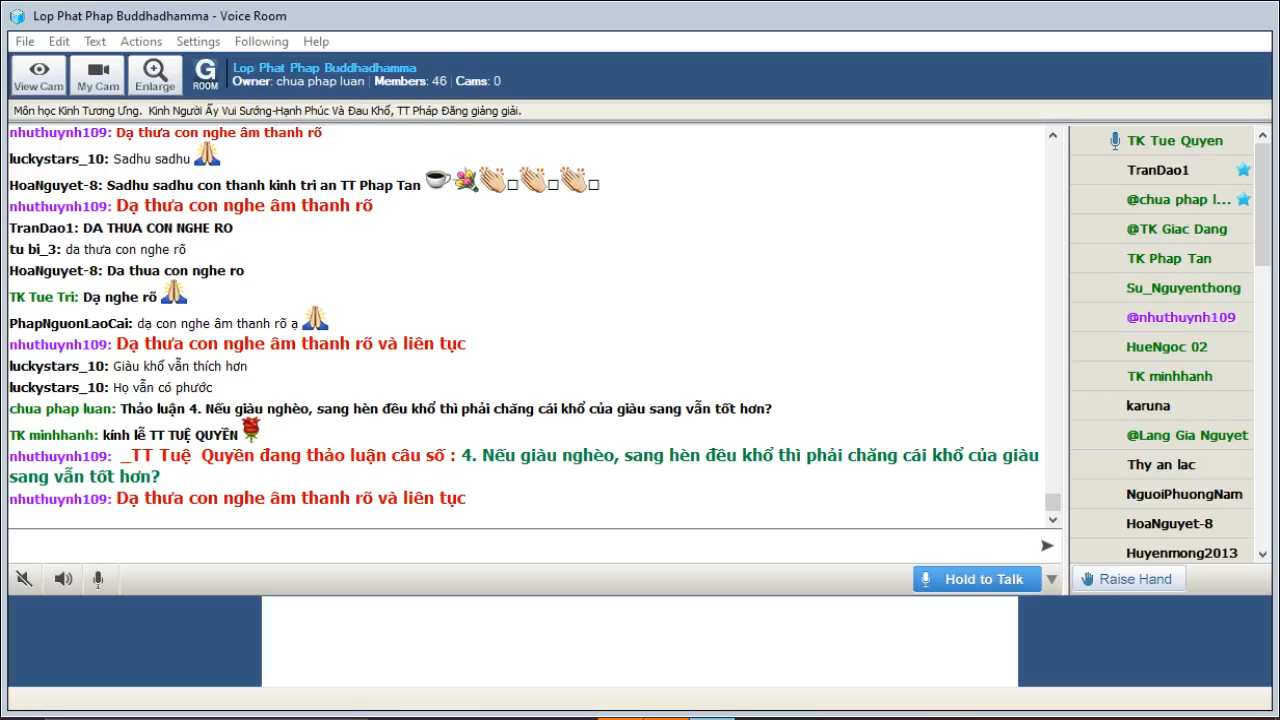 Lop Phat Phap Buddhadhamma - Voice Room
File Edit Text Actions Settings Following Help
View Cam My Cam Enlarge G ROOM
Lop Phat Phap Buddhadhamma
Owner: chua phap luan | Members: 46 | Cams: 0
Môn học Kinh Tương Ưng. Kinh Người Ấy Vui Sướng-Hạnh Phúc Và Đau Khổ, TT Pháp Đăng giảng giải.
nhuthuynh109: Dạ thưa con nghe âm thanh rõ
luckystars_10: Sadhu sadhu
HoaNguyet-8: Sadhu sadhu con thanh kinh tri an TT Phap Tan
nhuthuynh109: Dạ thưa con nghe âm thanh rõ
TranDao1: DA THUA CON NGHE RO
tu bi_3: da thưa con nghe rõ
HoaNguyet-8: Da thua con nghe ro
TK Tue Tri: Dạ nghe rõ
PhapNguonLaoCai: dạ con nghe âm thanh rõ ạ
nhuthuynh109: Dạ thưa con nghe âm thanh rõ và liên tục
luckystars_10: Giàu khổ vẫn thích hơn
luckystars_10: Họ vẫn có phước
chua phap luan: Thảo luận 4. Nếu giàu nghèo, sang hèn đều khổ thì phải chăng cái khổ của giàu sang vẫn tốt hơn?
TK minhhanh: kính lễ TT TUỆ QUYỀN
nhuthuynh109: _TT Tuệ Quyền đang thảo luận câu số : 4. Nếu giàu nghèo, sang hèn đều khổ thì phải chăng cái khổ của giàu
sang vẫn tốt hơn?
nhuthuynh109: Dạ thưa con nghe âm thanh rõ và liên tục
Hold to Talk
TK Tue Quyen
TranDao1
@chua phap l...
@TK Giac Dang
TK Phap Tan
Su_Nguyenthong
@nhuthuynh109
HueNgoc 02
TK minhhanh
karuna
@Lang Gia Nguyet
Thy an lac
NguoiPhuongNam
HoaNguyet-8
Huyenmong2013
Raise Hand